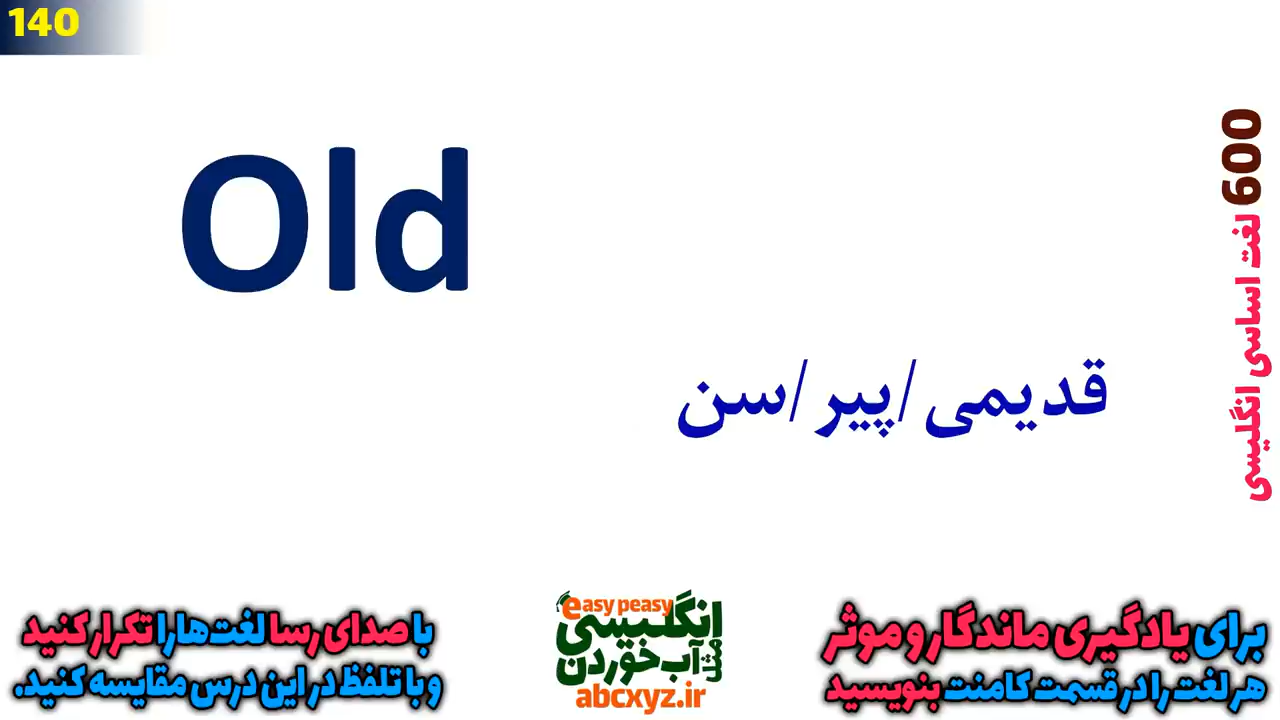 140
Old
قدیمی/پیر/سن
600 لغت اساسی انگلیسی
برای یادگیری ماندگار و موثر
هر لغت را در قسمت کامنت بنویسید
easy peasy
انگلیسی
مثل آب خوردن
abcxyz.ir
با صدای رسا لغت‌ها را تکرار کنید
و با تلفظ در این درس مقایسه کنید.